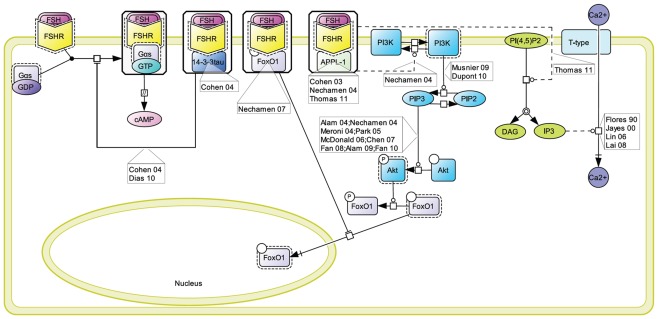 FSH
FSHR
Gαs
GDP
FSH
FSHR
Gαs
GTP
cAMP
FSH
FSHR
14-3-3tau
Cohen 04
FSH
FSHR
FoxO1
Nechamen 07
FSH
FSHR
APPL-1
Cohen 03
Nechamen 04
Thomas 11
Cohen 04
Dias 10
PI3K
PI3K
Nechamen 04
Musnier 09
Dupont 10
PIP3
PIP2
Alam 04;Nechamen 04
Meroni 04;Park 05
McDonald 06;Chen 07
Fan 08;Alam 09;Fan 10
P
Akt
Akt
P
FoxO1
FoxO1
FoxO1
Nucleus
PI(4,5)P2
DAG
IP3
T-type
Thomas 11
Ca2+
Flores 90
Jayes 00
Lin 06
Lai 08
Ca2+